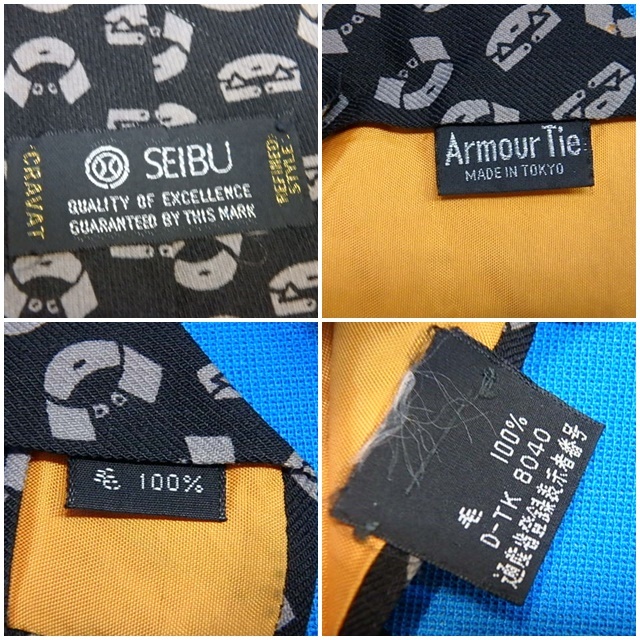 CRAVAT
SEIBU
QUALITY OF EXCELLENCE
GUARANTEED BY THIS MARK
REFINED
STYLE
Armour Tie
MADE IN TOKYO
毛 100%
毛 100%
D-TK 8040
通産省登録表示者番号